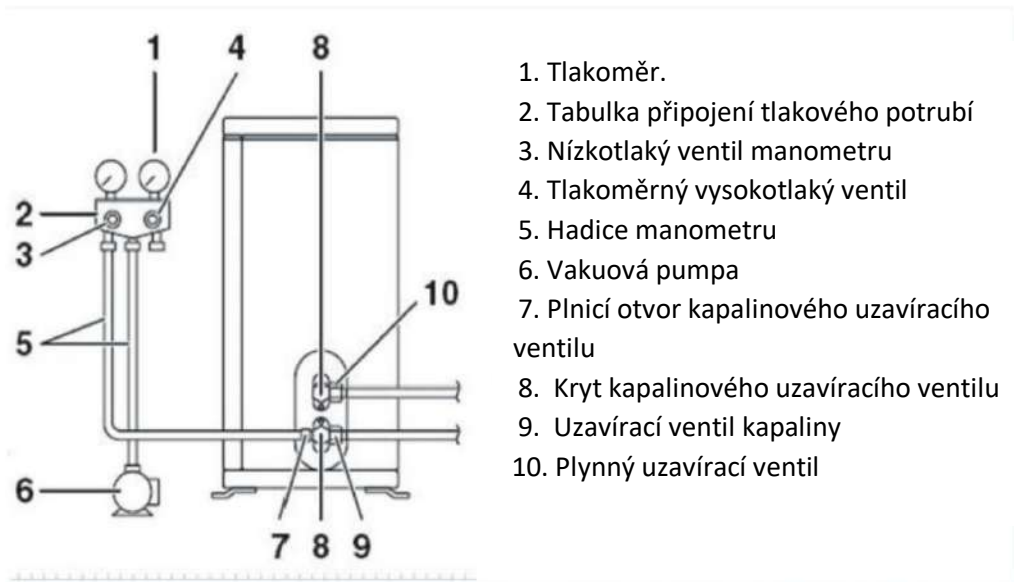 1 4 8
2
3
5
10
6
7 8 9
1. Tlakoměr.
2. Tabulka připojení tlakového potrubí
3. Nízkotlaký ventil manometru
4. Tlakoměrný vysokotlaký ventil
5. Hadice manometru
6. Vakuová pumpa
7. Plnicí otvor kapalinového uzavíracího
ventilu
8. Kryt kapalinového uzavíracího ventilu
9. Uzavírací ventil kapaliny
10. Plynný uzavírací ventil